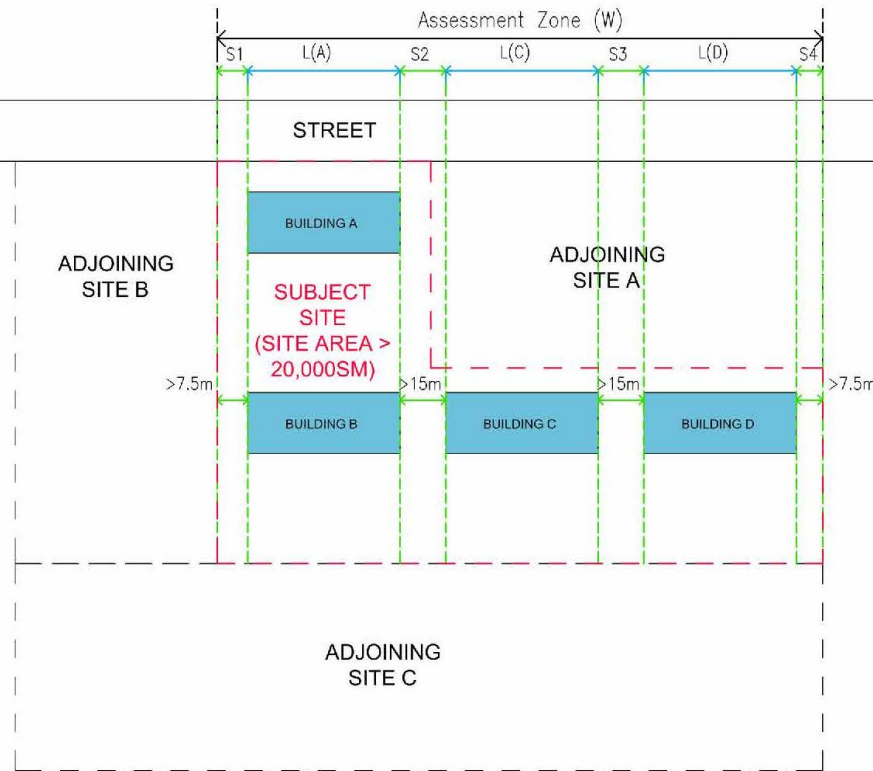 Assessment Zone (W)
S1 L(A) S2 L(C) S3 L(D) S4
STREET
BUILDING A
ADJOINING
SITE B
ADJOINING
SITE A
SUBJECT
SITE
(SITE AREA >
20,000SM)
>7.5m >15m >15m >7.5m
BUILDING B BUILDING C BUILDING D
ADJOINING
SITE C